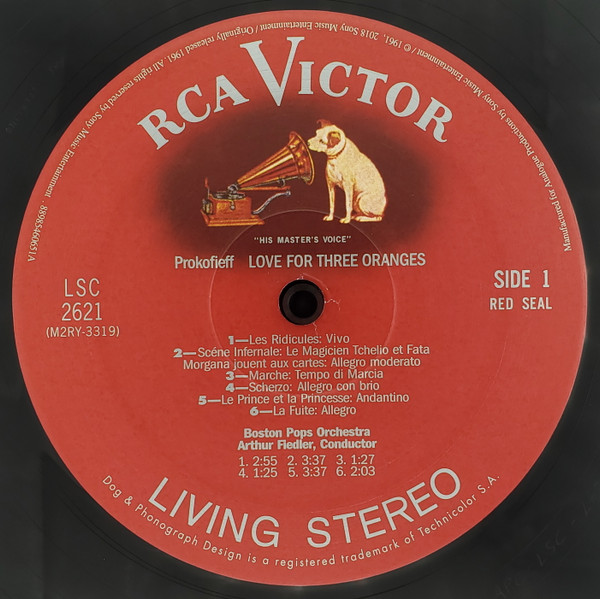 Manufactured for Analogue Productions by Sony Music Entertainment / © 1961, 2018 Sony Music Entertainment / Originally released 1961. All rights reserved by Sony Music Entertainment. 88985460651A
RCA VICTOR
"HIS MASTER'S VOICE"
Prokofieff LOVE FOR THREE ORANGES
LSC
2621
(M2RY-3319)
SIDE 1
RED SEAL
1—Les Ridicules: Vivo
2—Scéne Infernale: Le Magicien Tchelio et Fata
Morgana jouent aux cartes: Allegro moderato
3—Marche: Tempo di Marcia
4—Scherzo: Allegro con brio
5—Le Prince et la Princesse: Andantino
6—La Fuite: Allegro
Boston Pops Orchestra
Arthur Fiedler, Conductor
1. 2:55 2. 3:37 3. 1:27
4. 1:25 5. 3:37 6. 2:03
LIVING STEREO
Dog & Phonograph Design is a registered trademark of Technicolor S.A.